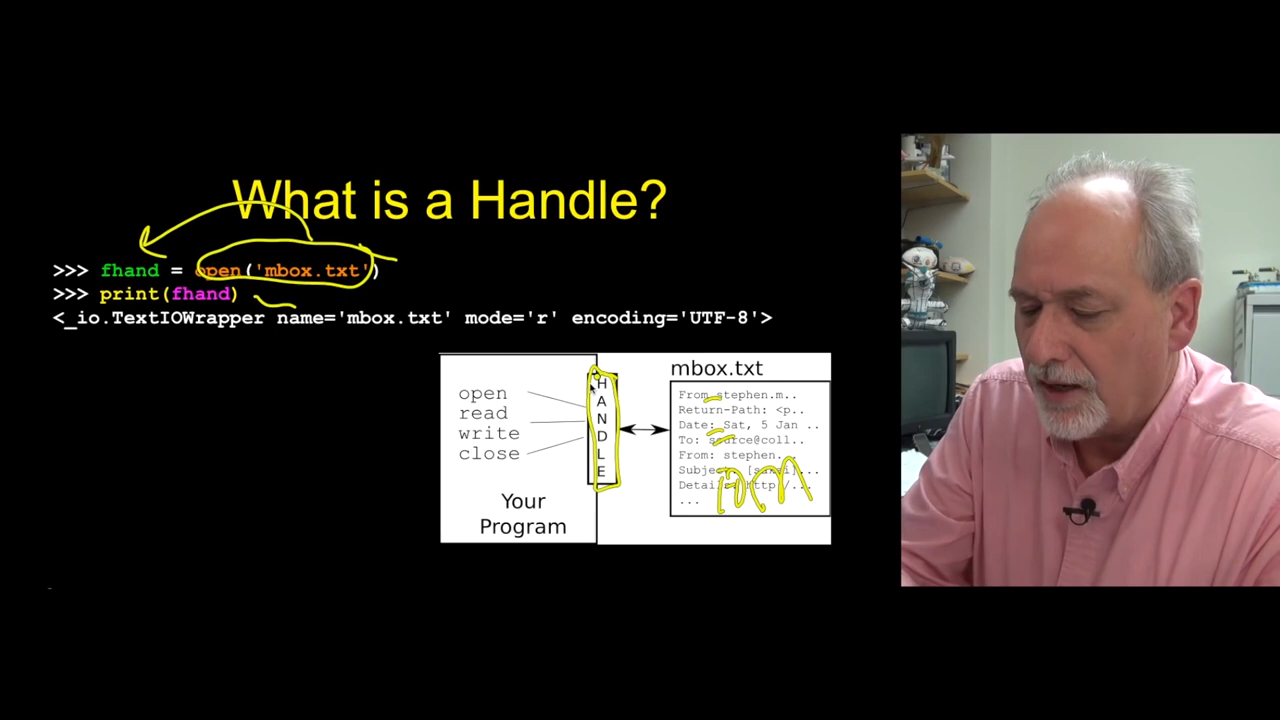 What is a Handle?
>>> fhand = open('mbox.txt')
>>> print(fhand)
<_io.TextIOWrapper name='mbox.txt' mode='r' encoding='UTF-8'>
open
read
write
close
Your
Program
HANDLE
mbox.txt
From stephen.m..
Return-Path: <p..
Date: Sat, 5 Jan ..
To: source@coll..
From: stephen..
Subject: [sakai]...
Details: http:/...
...